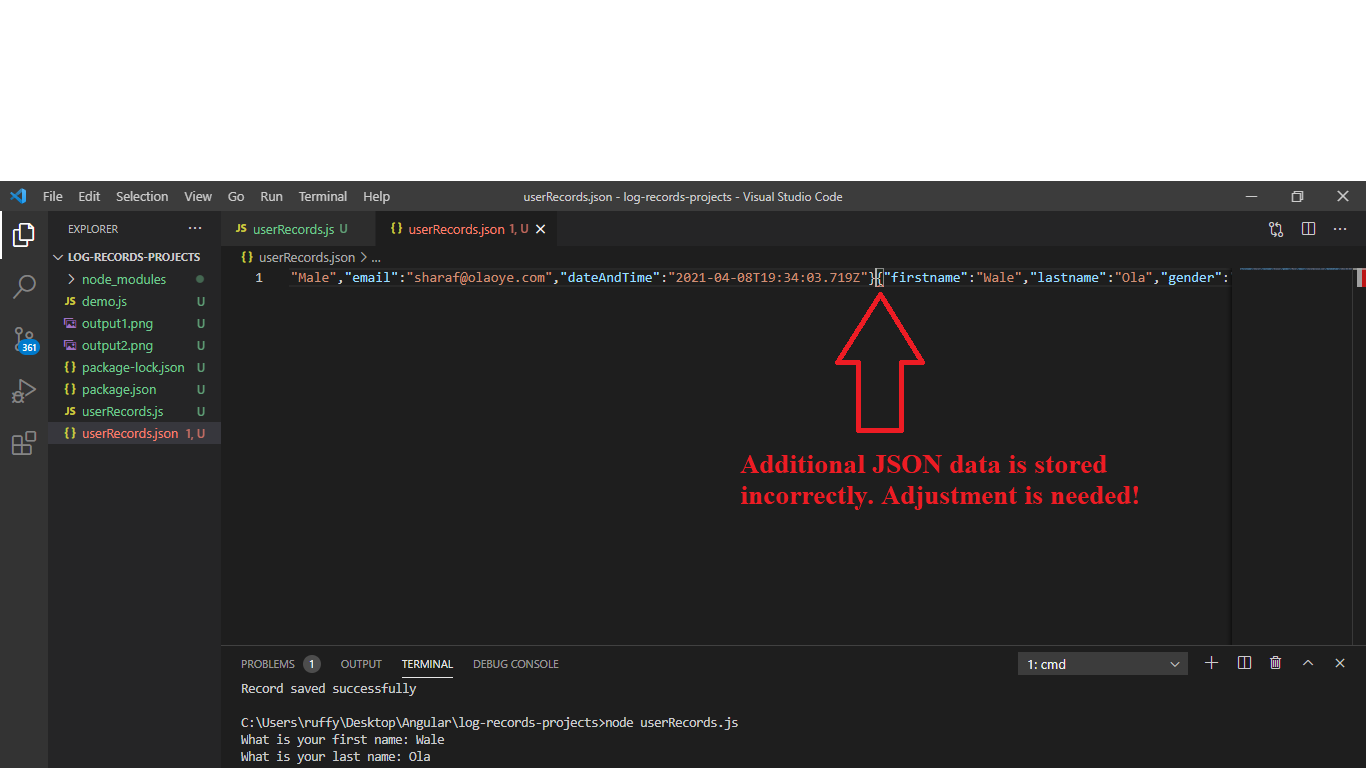 File Edit Selection View Go Run Terminal Help
userRecords.json - log-records-projects - Visual Studio Code
EXPLORER ...
LOG-RECORDS-PROJECTS
node_modules
JS demo.js U
output1.png U
output2.png U
{} package-lock.json U
{} package.json U
JS userRecords.js U
{} userRecords.json 1, U
361
JS userRecords.js U
{} userRecords.json 1, U
{} userRecords.json > ...
1 "Male","email":"sharaf@olaoye.com","dateAndTime":"2021-04-08T19:34:03.719Z"}{"firstname":"Wale","lastname":"Ola","gender":
Additional JSON data is stored
incorrectly. Adjustment is needed!
PROBLEMS 1 OUTPUT TERMINAL DEBUG CONSOLE
1: cmd
Record saved successfully
C:\Users\ruffy\Desktop\Angular\log-records-projects>node userRecords.js
What is your first name: Wale
What is your last name: Ola